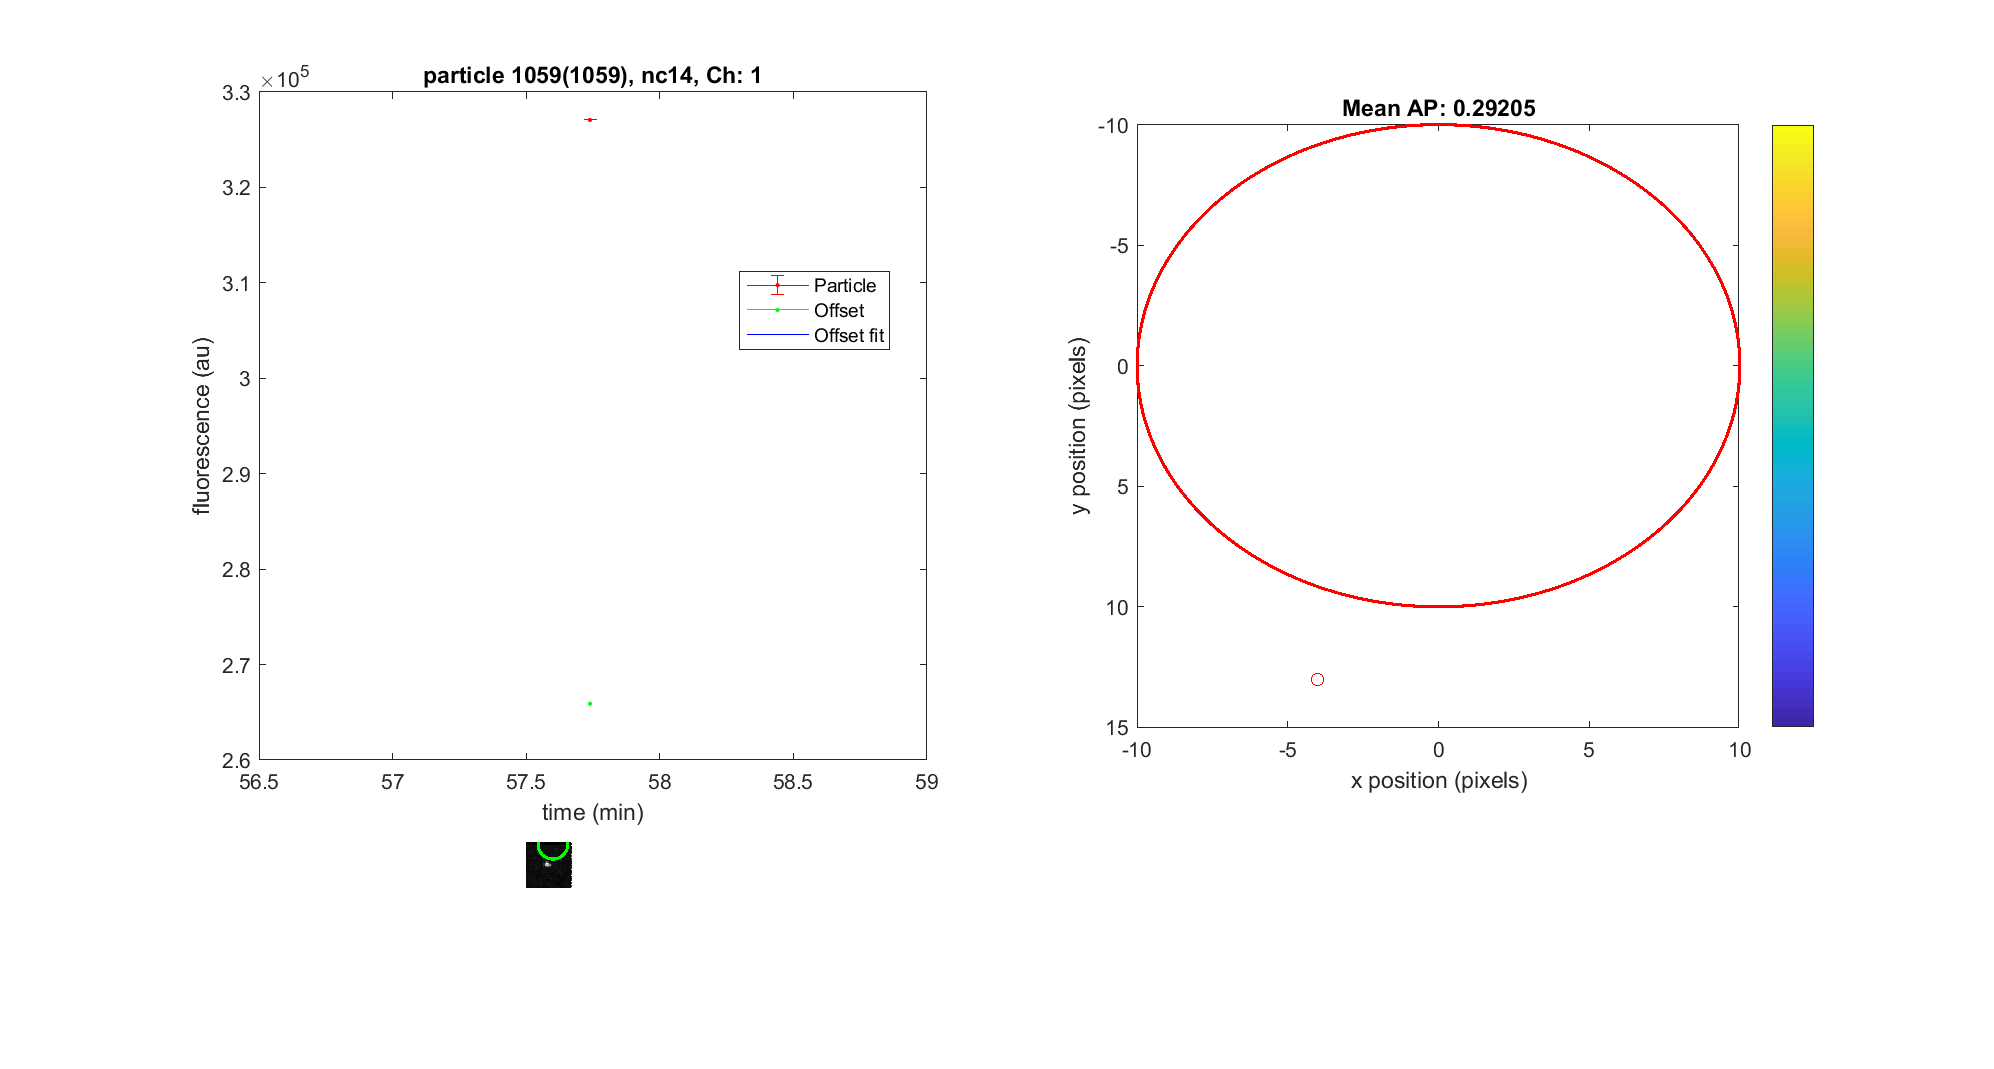 particle 1059(1059), nc14, Ch: 1
×10^5
3.3
3.2
3.1
3
2.9
2.8
2.7
2.6
fluorescence (au)
56.5 57 57.5 58 58.5 59
time (min)
Particle
Offset
Offset fit
Mean AP: 0.29205
-10
-5
0
5
10
15
y position (pixels)
-10 -5 0 5 10
x position (pixels)